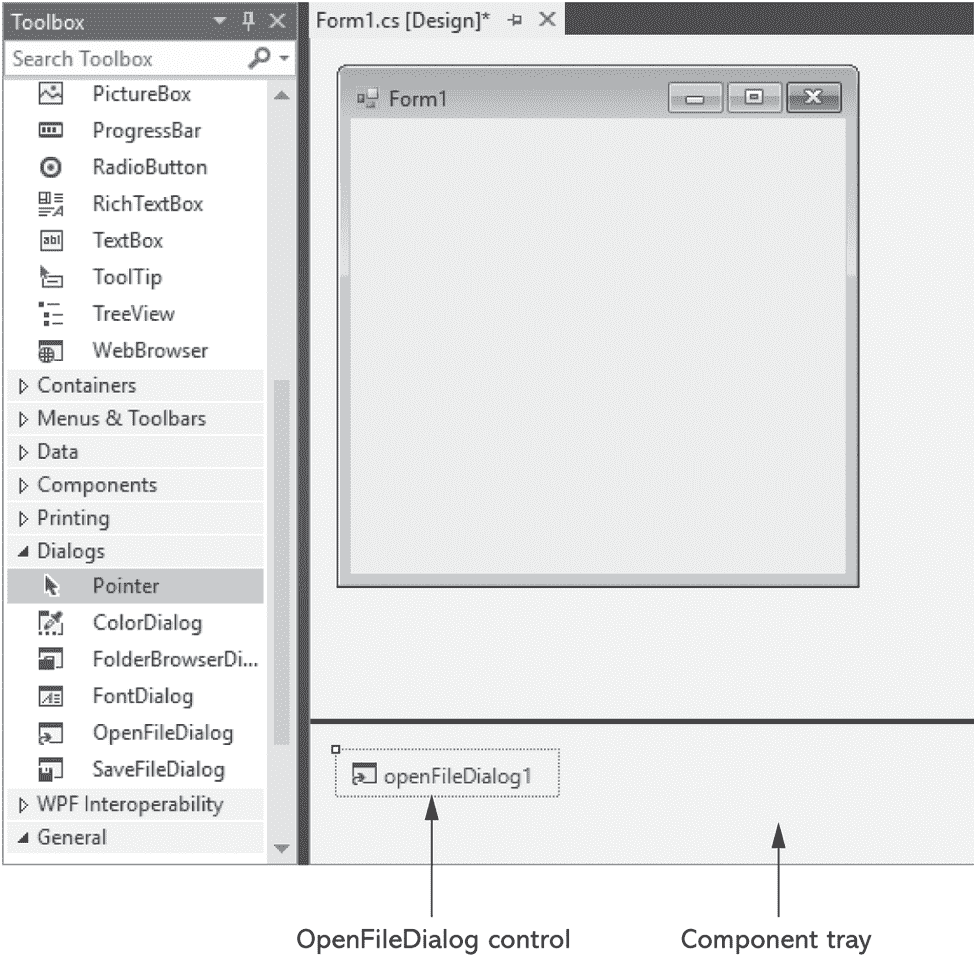 Toolbox
Form1.cs [Design]*
Search Toolbox
PictureBox
ProgressBar
RadioButton
RichTextBox
TextBox
ToolTip
TreeView
WebBrowser
Containers
Menus & Toolbars
Data
Components
Printing
Dialogs
Pointer
ColorDialog
FolderBrowserDi...
FontDialog
OpenFileDialog
SaveFileDialog
WPF Interoperability
General
Form1
openFileDialog1
OpenFileDialog control
Component tray